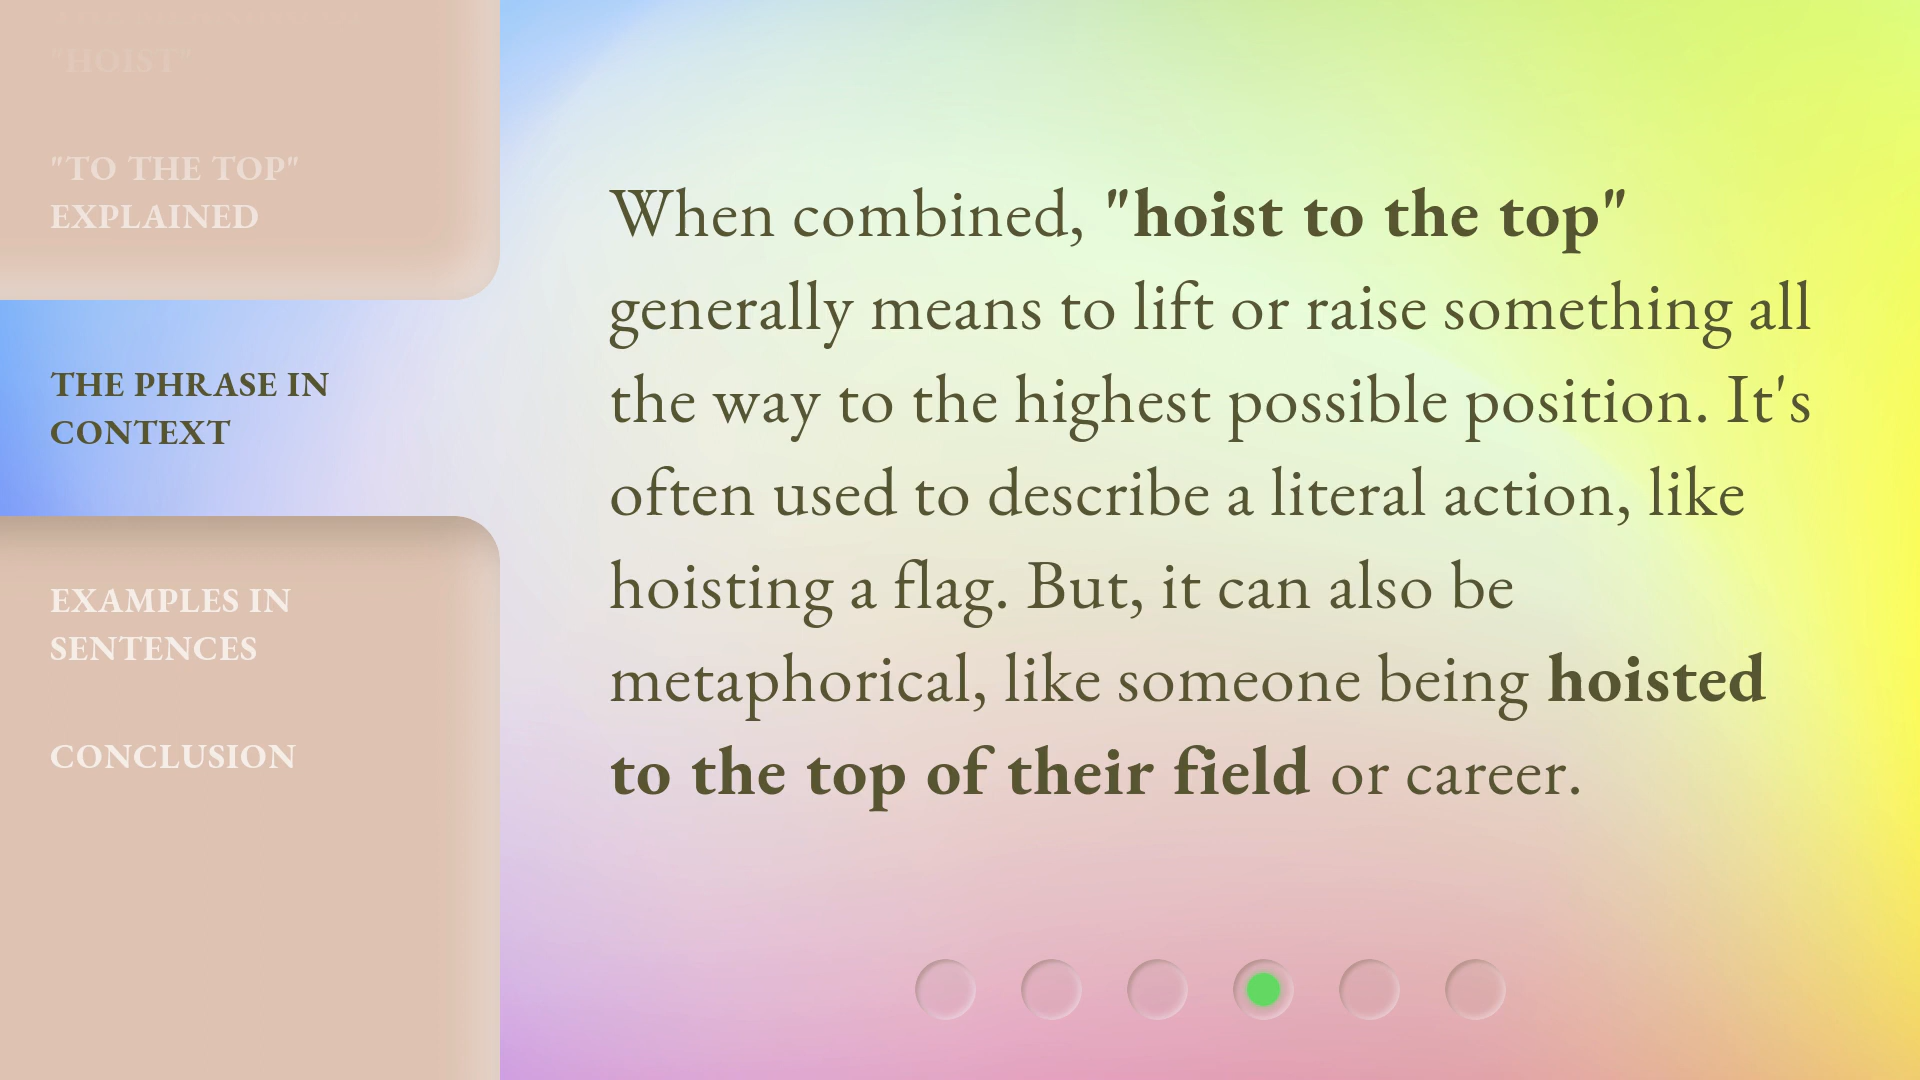 "HOIST"
"TO THE TOP"
EXPLAINED
THE PHRASE IN
CONTEXT
EXAMPLES IN
SENTENCES
CONCLUSION
When combined, "hoist to the top"
generally means to lift or raise something all
the way to the highest possible position. It's
often used to describe a literal action, like
hoisting a flag. But, it can also be
metaphorical, like someone being hoisted
to the top of their field or career.